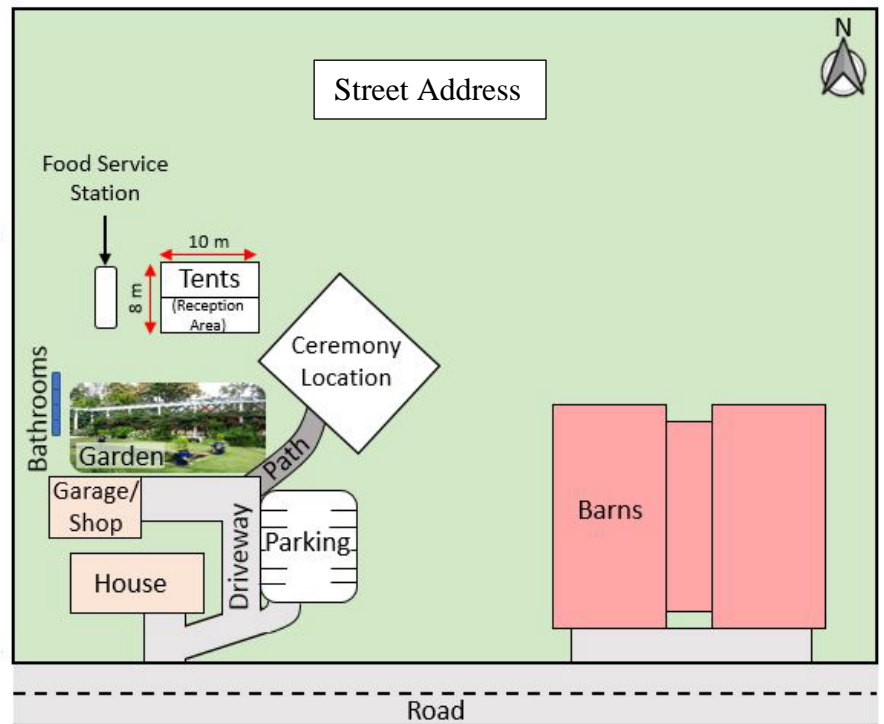 N
Street Address
Food Service
Station
10 m
8 m
Tents
(Reception
Area)
Ceremony
Location
Bathrooms
Garden
Path
Garage/
Shop
Driveway
Parking
House
Barns
Road